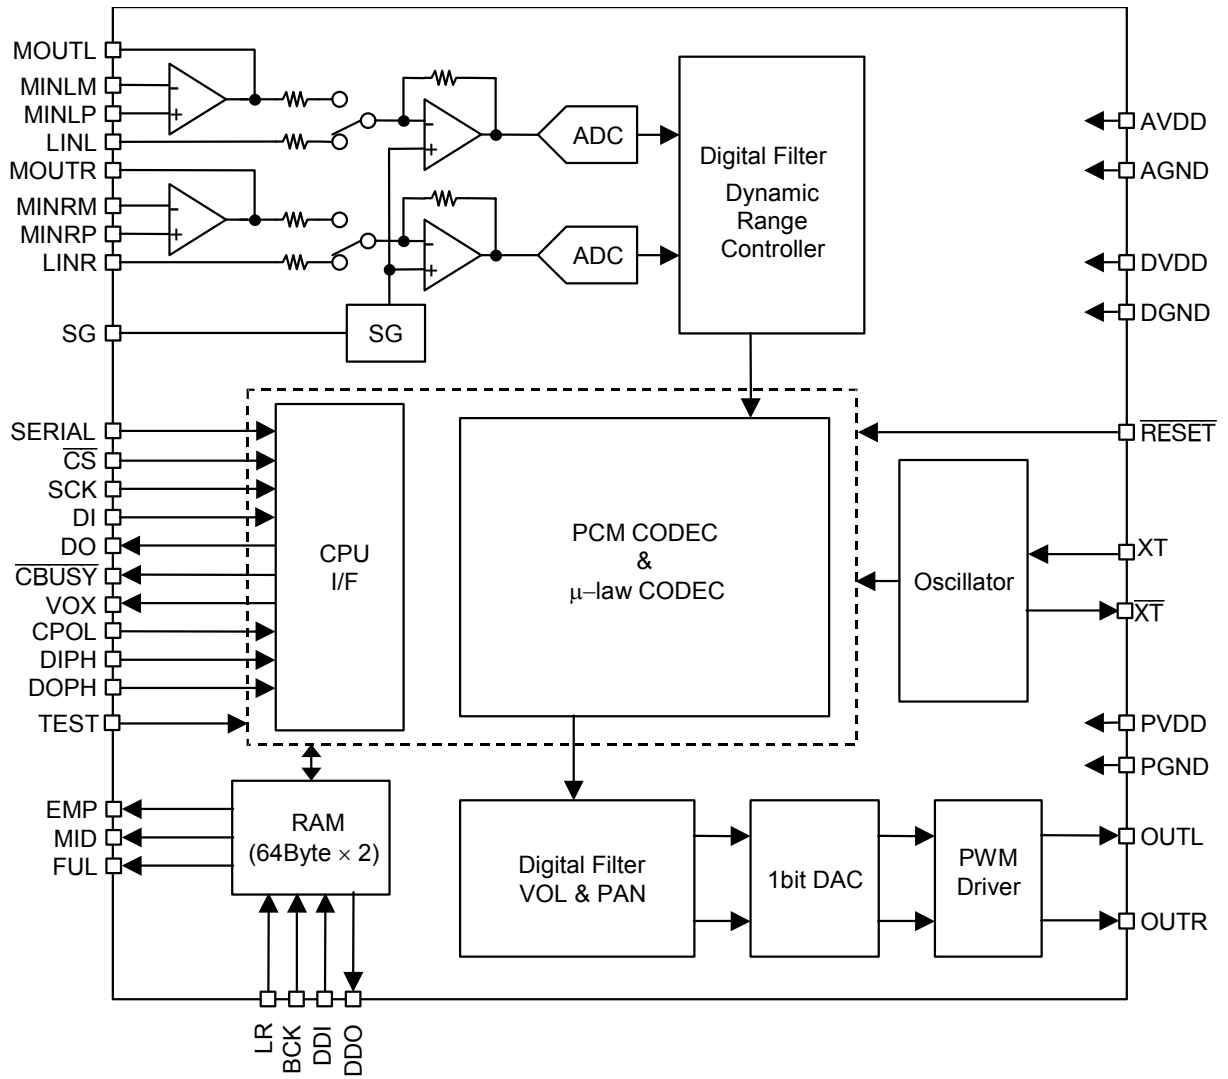 MOUTL
MINLM
MINLP
LINL
MOUTR
MINRM
MINRP
LINR
SG
SERIAL
CS
SCK
DI
DO
CBUSY
VOX
CPOL
DIPH
DOPH
TEST
EMP
MID
FUL
-
+
-
+
-
+
-
+
ADC
ADC
SG
Digital Filter
Dynamic
Range
Controller
CPU
I/F
PCM CODEC
&
μ–law CODEC
Oscillator
RAM
(64Byte × 2)
Digital Filter
VOL & PAN
1bit DAC
PWM
Driver
AVDD
AGND
DVDD
DGND
RESET
XT
XT
PVDD
PGND
OUTL
OUTR
LR
BCK
DDI
DDO